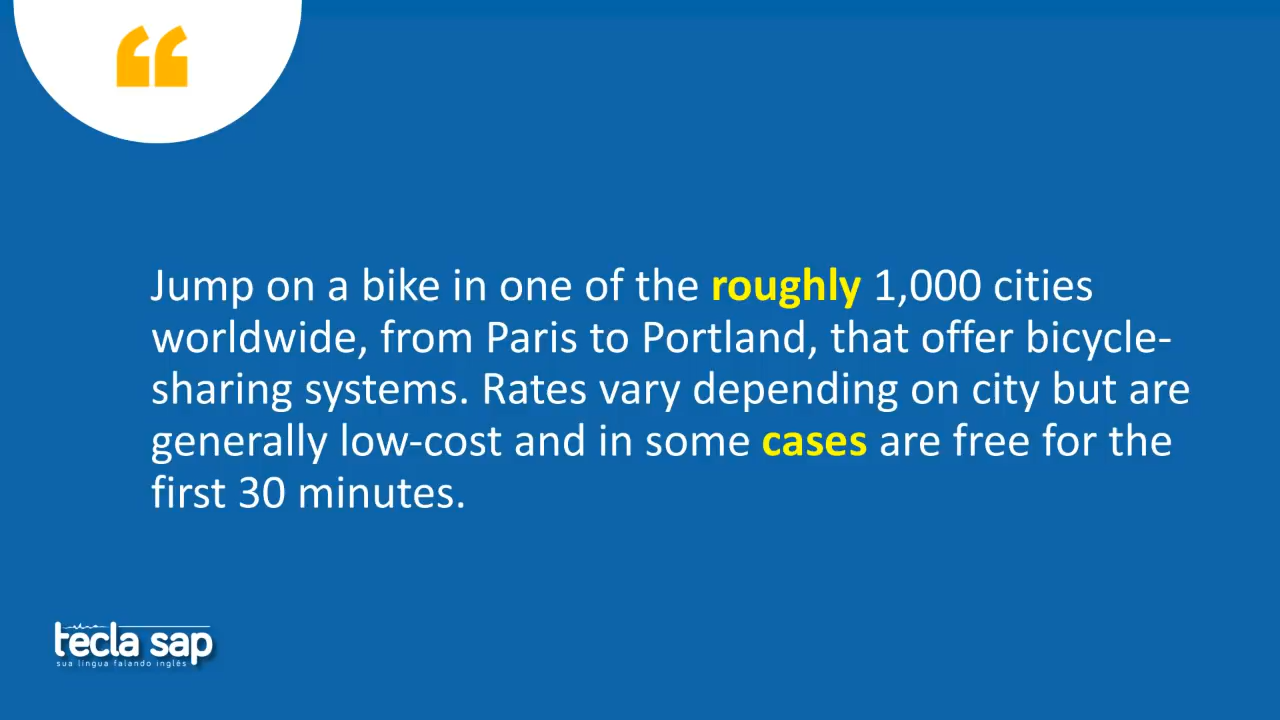 “
Jump on a bike in one of the roughly 1,000 cities
worldwide, from Paris to Portland, that offer bicycle-
sharing systems. Rates vary depending on city but are
generally low-cost and in some cases are free for the
first 30 minutes.
tecla sap
sua língua falando inglês